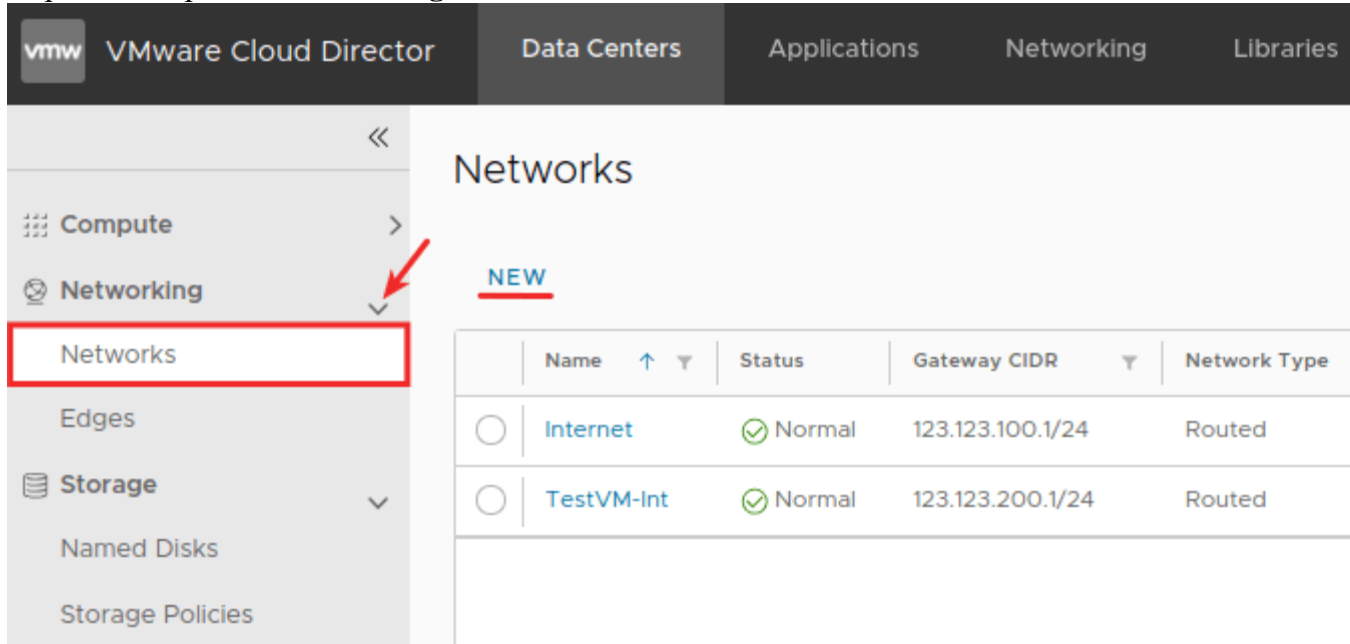 vmw VMware Cloud Director Data Centers Applications Networking Libraries
Networks
Compute
Networking
NEW
Networks
Name Status Gateway CIDR Network Type
Edges
Internet Normal 123.123.100.1/24 Routed
Storage
TestVM-Int Normal 123.123.200.1/24 Routed
Named Disks
Storage Policies